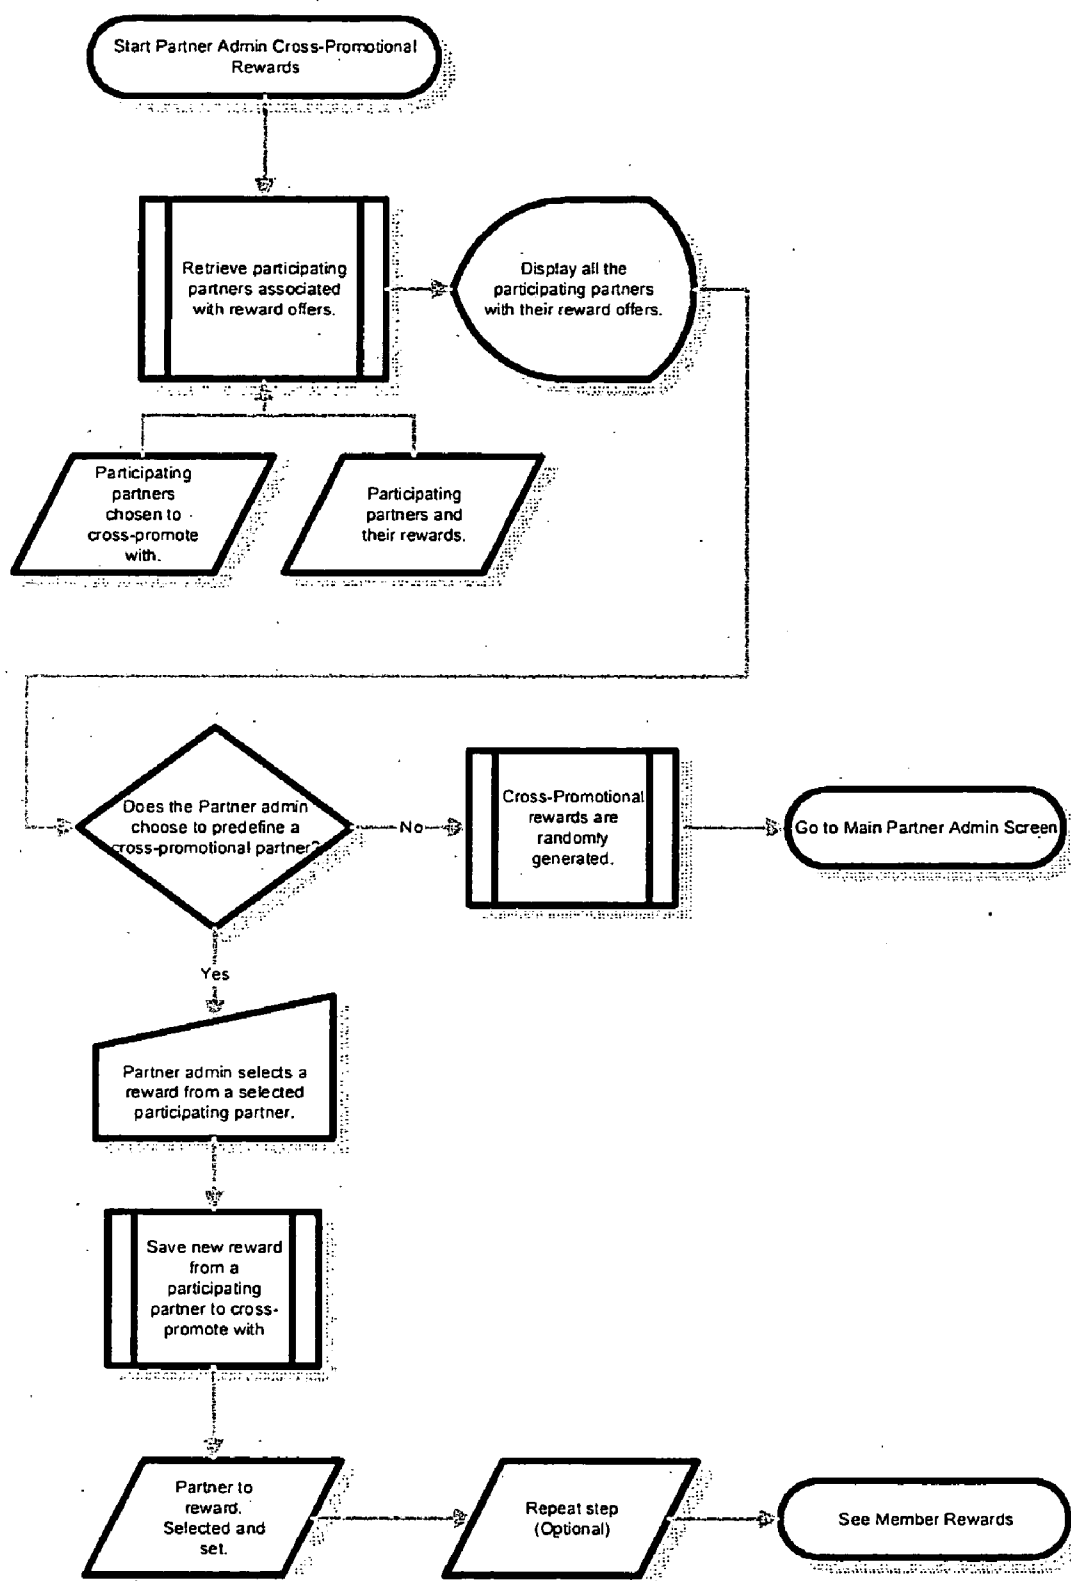 Start Partner Admin Cross-Promotional
Rewards
Retrieve participating
partners associated
with reward offers.
Display all the
participating partners
with their reward offers.
Participating
partners
chosen to
cross-promote
with.
Participating
partners and
their rewards.
Does the Partner admin
choose to predefine a
cross-promotional partner?
No
Cross-Promotional
rewards are
randomly
generated.
Go to Main Partner Admin Screen
Yes
Partner admin selects a
reward from a selected
participating partner.
Save new reward
from a
participating
partner to cross-
promote with
Partner to
reward.
Selected and
set.
Repeat step
(Optional)
See Member Rewards